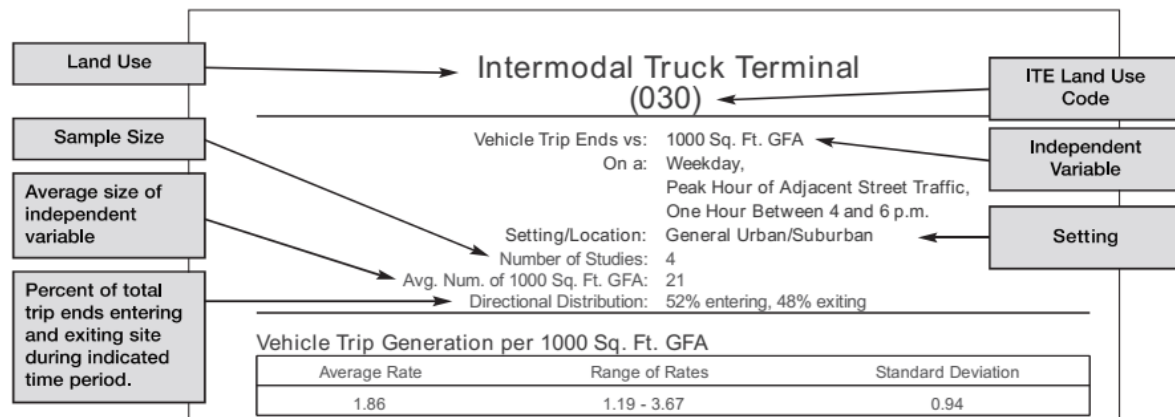 Land Use
Intermodal Truck Terminal
(030)
ITE Land Use
Code
Sample Size
Vehicle Trip Ends vs: 1000 Sq. Ft. GFA
On a: Weekday,
Peak Hour of Adjacent Street Traffic,
One Hour Between 4 and 6 p.m.
Independent
Variable
Average size of
independent
variable
Setting/Location: General Urban/Suburban
Number of Studies: 4
Avg. Num. of 1000 Sq. Ft. GFA: 21
Directional Distribution: 52% entering, 48% exiting
Setting
Percent of total
trip ends entering
and exiting site
during indicated
time period.
Vehicle Trip Generation per 1000 Sq. Ft. GFA
Average Rate Range of Rates Standard Deviation
1.86 1.19 - 3.67 0.94